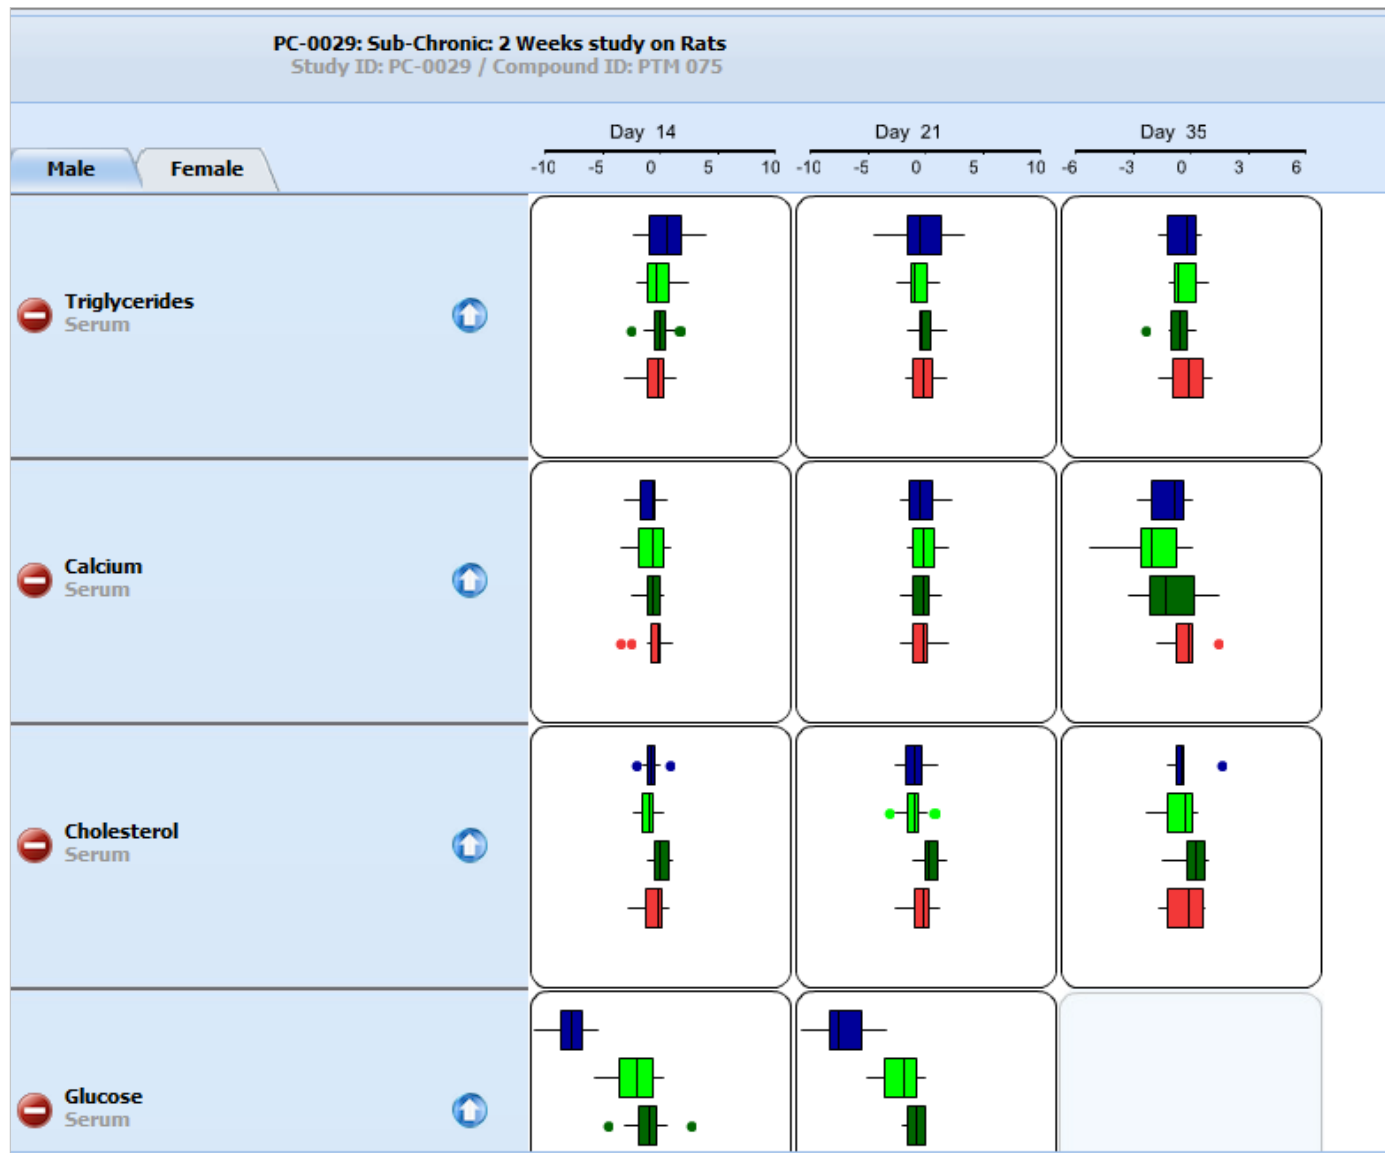 PC-0029: Sub-Chronic: 2 Weeks study on Rats
Study ID: PC-0029 / Compound ID: PTM 075
Day 14 Day 21 Day 35
Male Female -10 -5 0 5 10 -10 -5 0 5 10 -6 -3 0 3 6
Triglycerides
Serum
Calcium
Serum
Cholesterol
Serum
Glucose
Serum